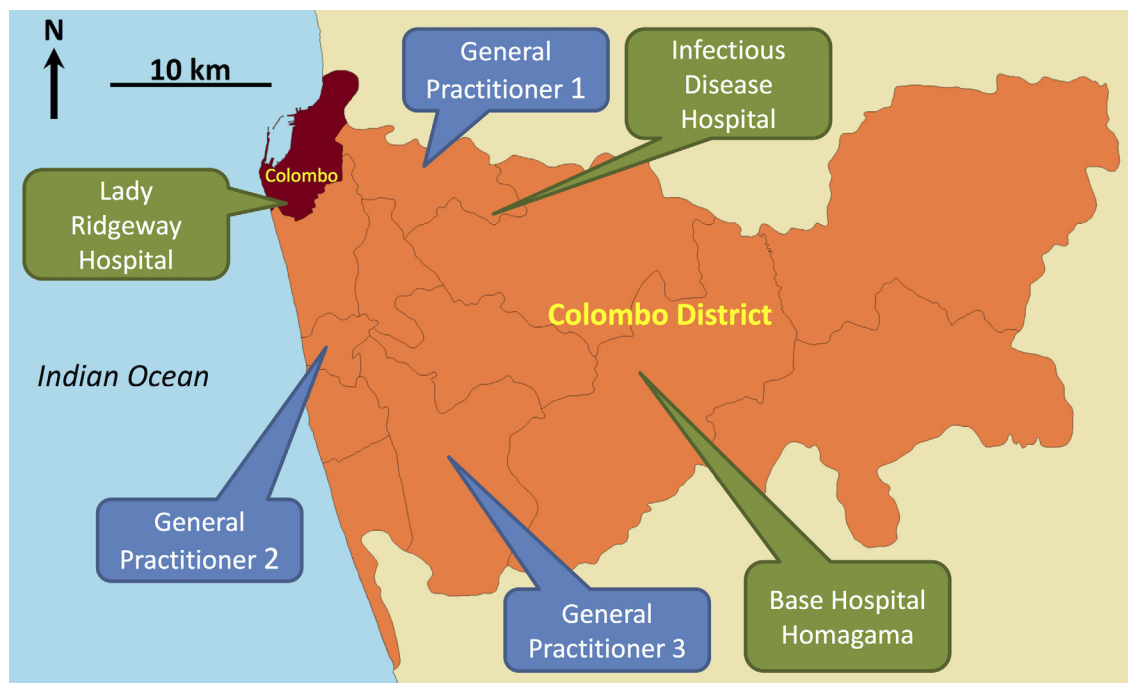 N
10 km
General
Practitioner 1
Infectious
Disease
Hospital
Colombo
Lady
Ridgeway
Hospital
Colombo District
Indian Ocean
General
Practitioner 2
General
Practitioner 3
Base Hospital
Homagama